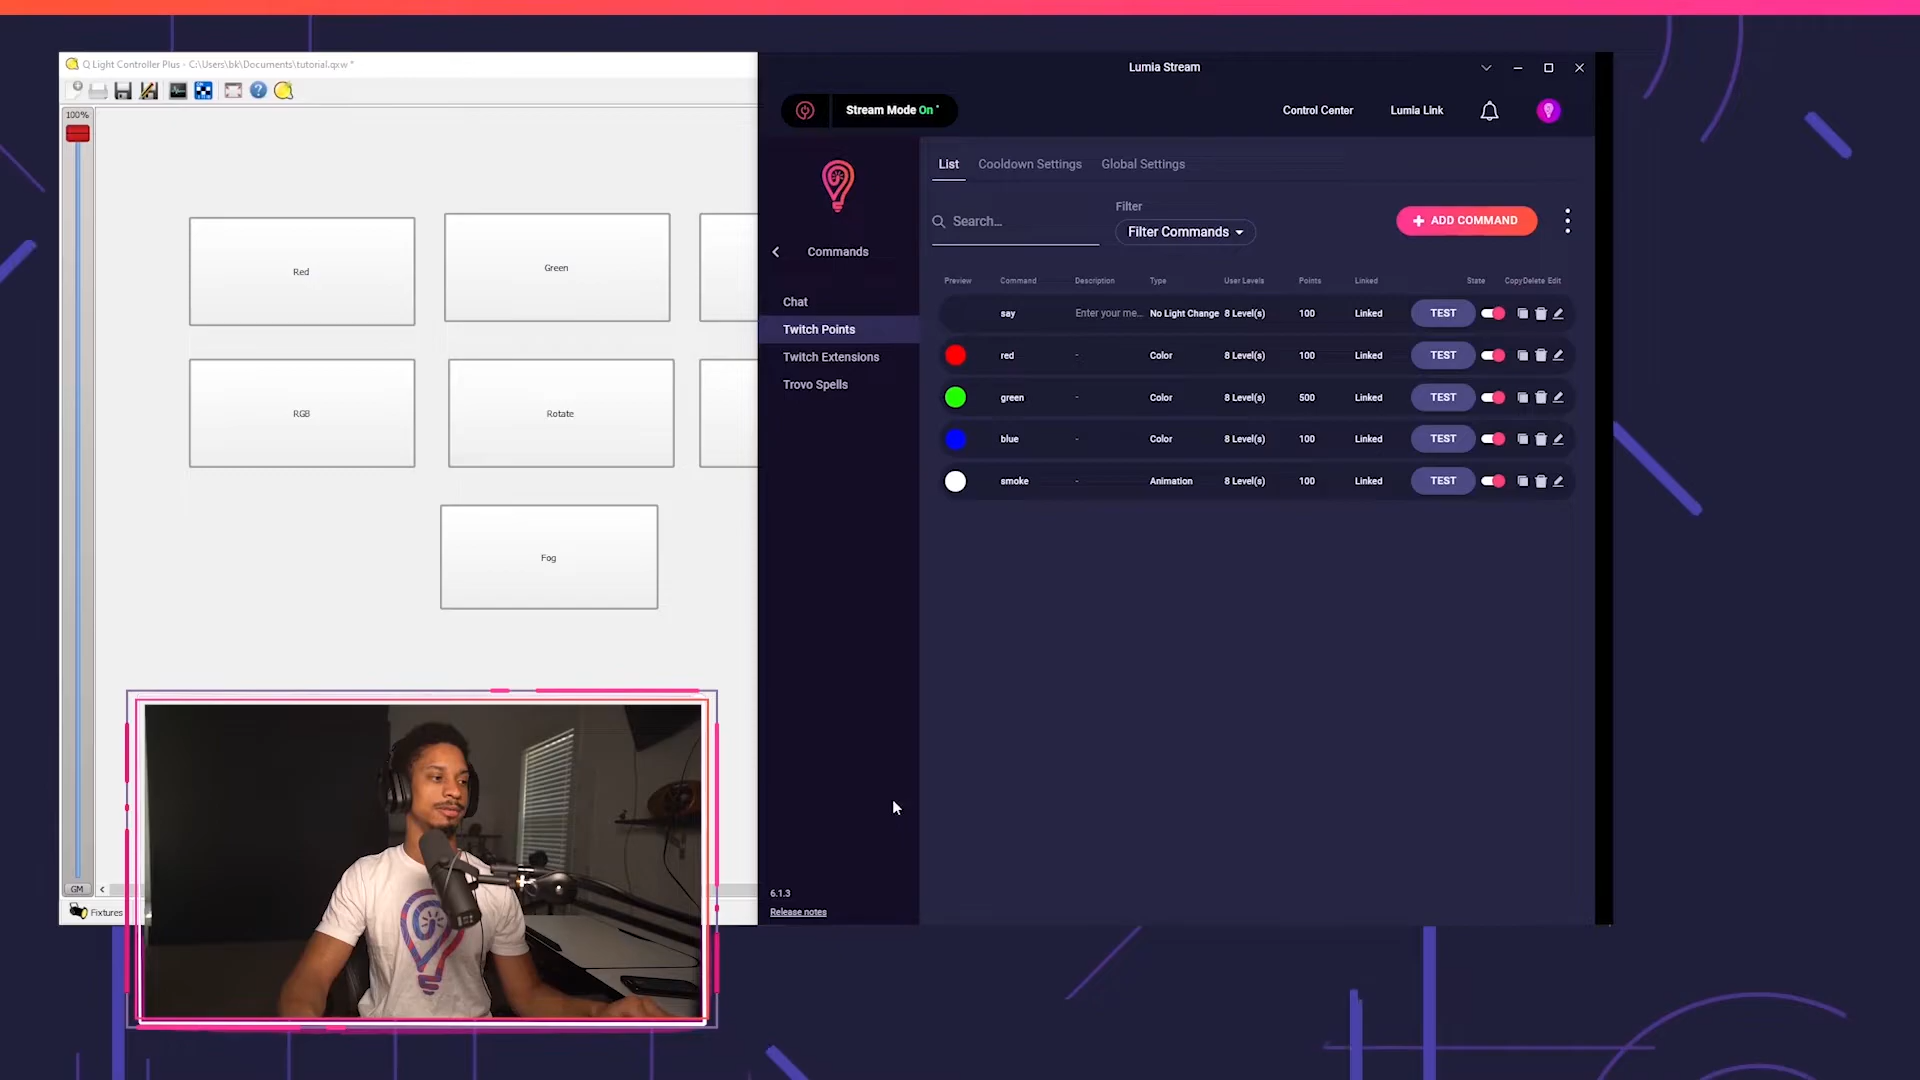 Q Light Controller Plus - C:\Users\bk\Documents\tutorial.qxw *
100%
Red
Green
RGB
Rotate
Fog
GM
Fixtures
Lumia Stream
Stream Mode On
Control Center
Lumia Link
List
Cooldown Settings
Global Settings
Search...
Filter
Filter Commands
ADD COMMAND
Commands
Chat
Twitch Points
Twitch Extensions
Trovo Spells
Preview Command Description Type User Levels Points Linked State Copy Delete Edit
say Enter your me... No Light Change 8 Level(s) 100 Linked TEST
red - Color 8 Level(s) 100 Linked TEST
green - Color 8 Level(s) 500 Linked TEST
blue - Color 8 Level(s) 100 Linked TEST
smoke - Animation 8 Level(s) 100 Linked TEST
6.1.3
Release notes